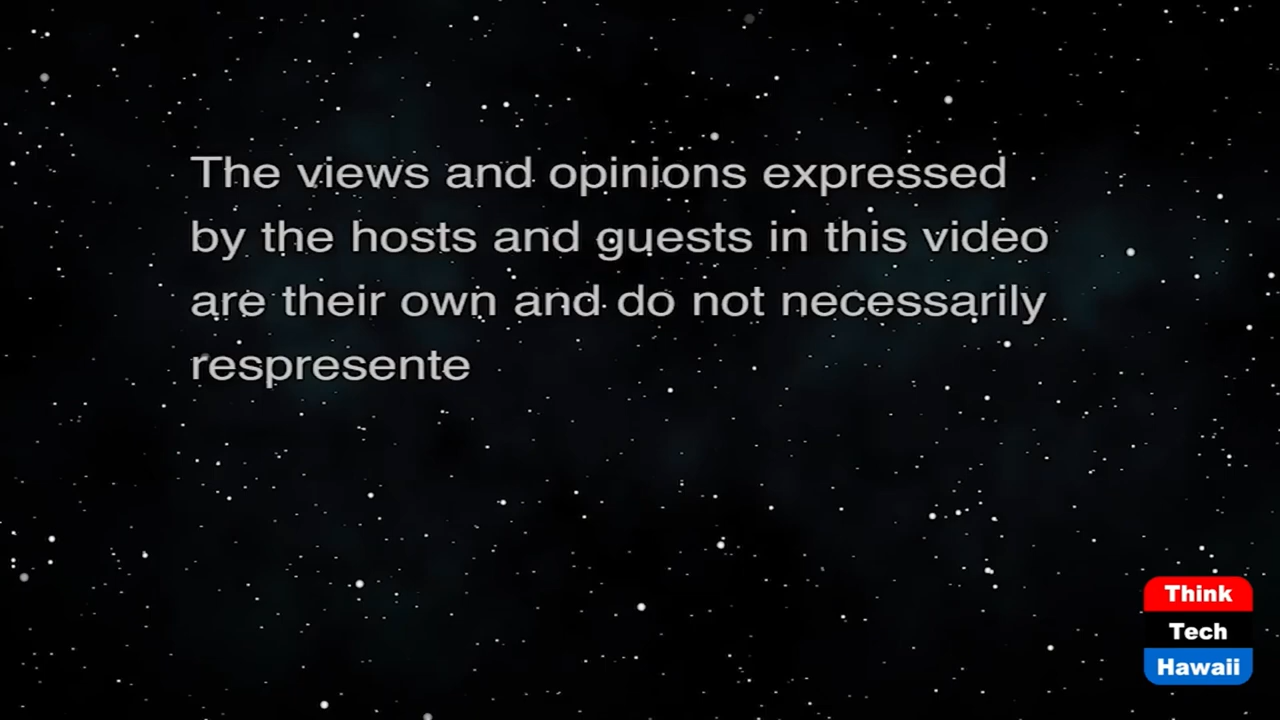 The views and opinions expressed
by the hosts and guests in this video
are their own and do not necessarily
respresente
Think
Tech
Hawaii